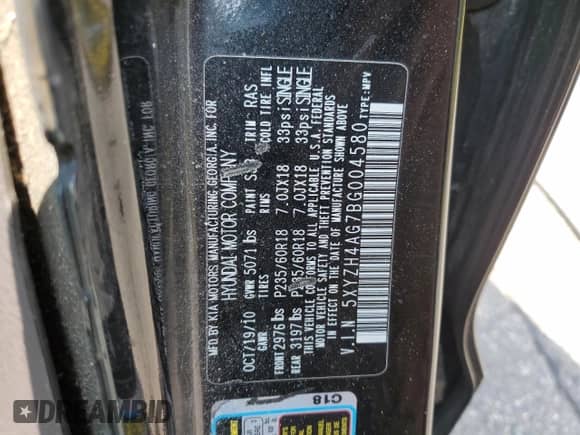 MFD BY KIA MOTORS MANUFACTURING GEORGIA, INC. FOR
HYUNDAI MOTOR COMPANY
OCT/19/10 GVWR 5071 lbs PAINT TRIM RAS
GAWR TIRES RIMS COLD TIRE INFL
FRONT 2976 lbs P235/60R18 7.0JX18 33psi SINGLE
REAR 3197 lbs P235/60R18 7.0JX18 33psi SINGLE
THIS VEHICLE CONFORMS TO ALL APPLICABLE U.S.A. FEDERAL
MOTOR VEHICLE SAFETY AND THEFT PREVENTION STANDARDS
IN EFFECT ON THE DATE OF MANUFACTURE SHOWN ABOVE
V.I.N 5XYZH4AG7BG004580 TYPE:MPV
C18
AUTOBIDMASTER